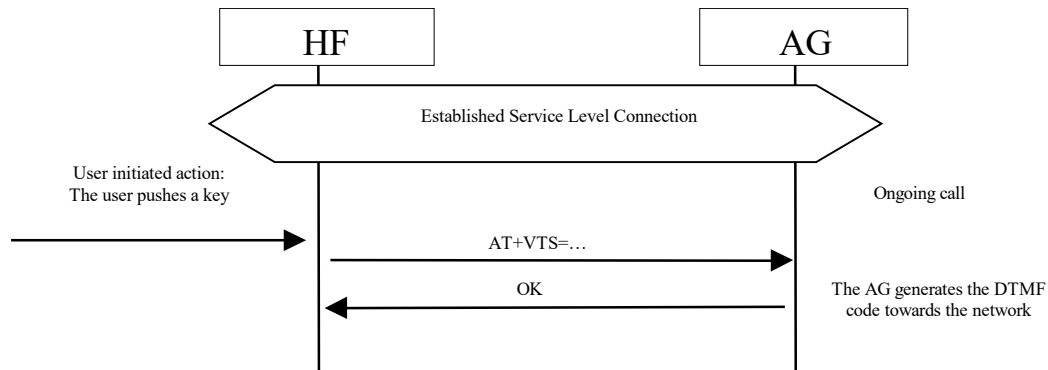 HF
AG
Established Service Level Connection
User initiated action:
The user pushes a key
Ongoing call
AT+VTS=…
OK
The AG generates the DTMF
code towards the network